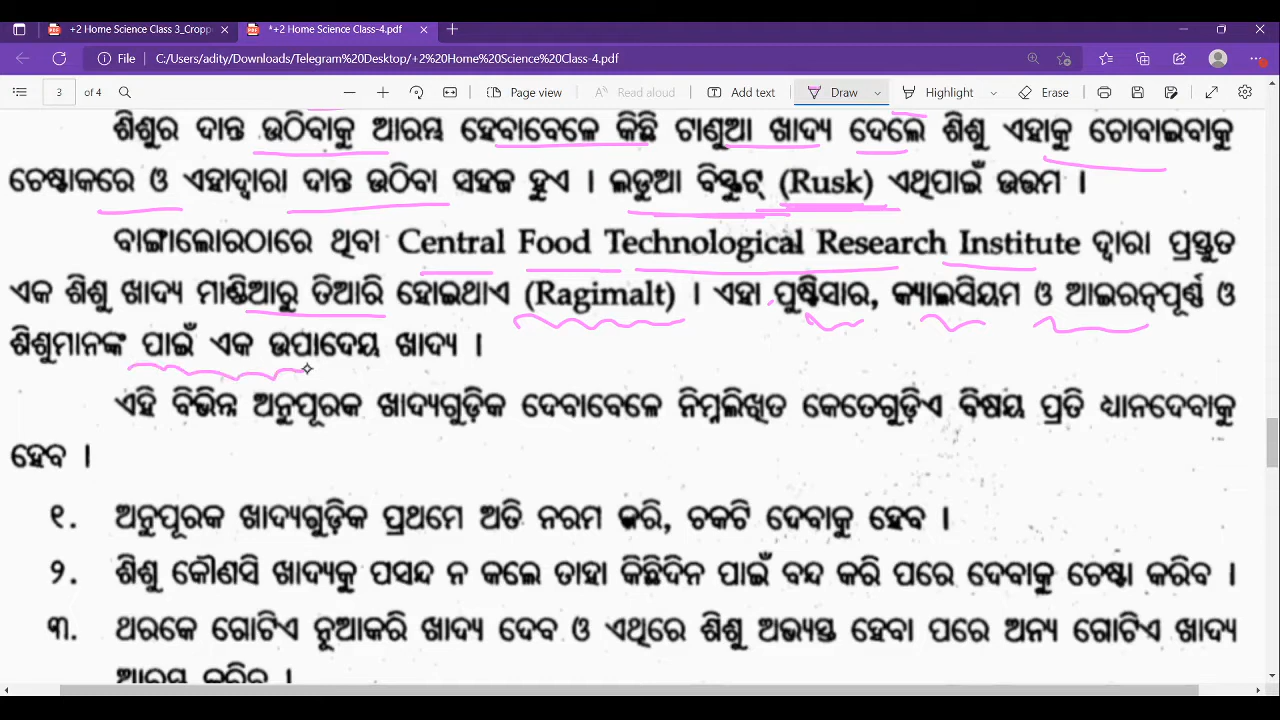 +2 Home Science Class 3_Cropp
*+2 Home Science Class-4.pdf
File
C:/Users/adity/Downloads/Telegram%20Desktop/+2%20Home%20Science%20Class-4.pdf
3 of 4
Page view
Read aloud
Add text
Draw
Highlight
Erase
ଶିଶୁର ଦାନ୍ତ ଉଠିବାକୁ ଆରମ୍ଭ ହେବାବେଳେ କିଛି ଟାଣୁଆ ଖାଦ୍ୟ ଦେଲେ ଶିଶୁ ଏହାକୁ ଚୋବାଇବାକୁ
ଚେଷ୍ଟାକରେ ଓ ଏହାଦ୍ୱାରା ଦାନ୍ତ ଉଠିବା ସହଜ ହୁଏ । ଲଡୁଆ ବିସ୍କୁଟ୍ (Rusk) ଏଥିପାଇଁ ଉତ୍ତମ ।
ବାଙ୍ଗାଲୋରଠାରେ ଥିବା Central Food Technological Research Institute ଦ୍ୱାରା ପ୍ରସ୍ତୁତ
ଏକ ଶିଶୁ ଖାଦ୍ୟ ମାଣ୍ଡିଆରୁ ତିଆରି ହୋଇଥାଏ (Ragimalt) । ଏହା ପୁଷ୍ଟିସାର, କ୍ୟାଲସିୟମ ଓ ଆଇରନ୍‌ପୂର୍ଣ୍ଣ ଓ
ଶିଶୁମାନଙ୍କ ପାଇଁ ଏକ ଉପାଦେୟ ଖାଦ୍ୟ ।
ଏହି ବିଭିନ୍ନ ଅନୁପୂରକ ଖାଦ୍ୟଗୁଡ଼ିକ ଦେବାବେଳେ ନିମ୍ନଲିଖିତ କେତେଗୁଡ଼ିଏ ବିଷୟ ପ୍ରତି ଧ୍ୟାନଦେବାକୁ
ହେବ ।
୧. ଅନୁପୂରକ ଖାଦ୍ୟଗୁଡ଼ିକ ପ୍ରଥମେ ଅତି ନରମ କରି, ଚକଟି ଦେବାକୁ ହେବ ।
୨. ଶିଶୁ କୌଣସି ଖାଦ୍ୟକୁ ପସନ୍ଦ ନ କଲେ ତାହା କିଛିଦିନ ପାଇଁ ବନ୍ଦ କରି ପରେ ଦେବାକୁ ଚେଷ୍ଟା କରିବ ।
୩. ଥରକେ ଗୋଟିଏ ନୂଆକରି ଖାଦ୍ୟ ଦେବ ଓ ଏଥିରେ ଶିଶୁ ଅଭ୍ୟସ୍ତ ହେବା ପରେ ଅନ୍ୟ ଗୋଟିଏ ଖାଦ୍ୟ
ଆରମ୍ଭ କରିବ ।